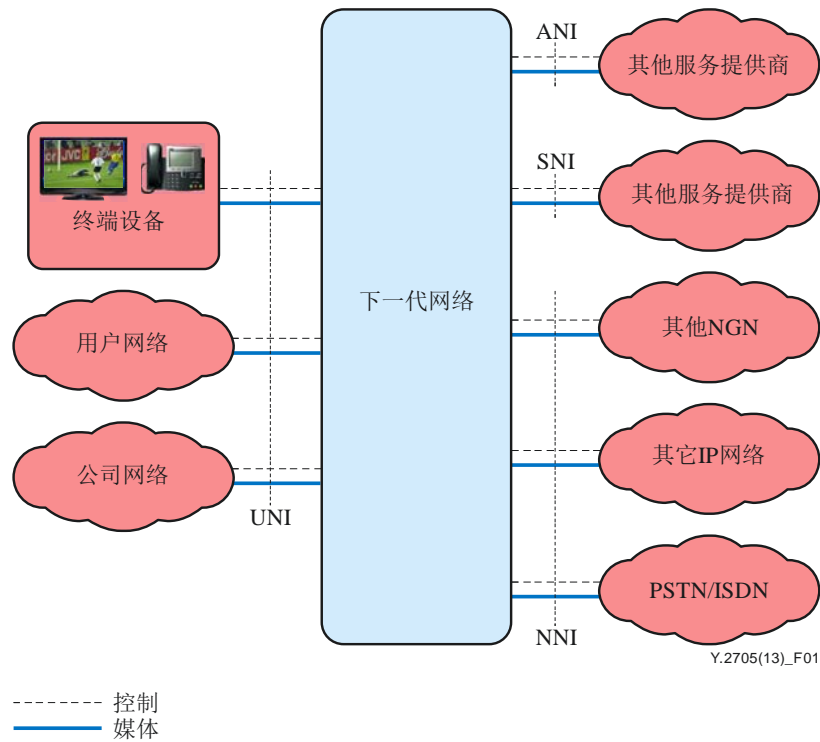 ANI
其他服务提供商
JVC
终端设备
SNI
其他服务提供商
下一代网络
用户网络
其他NGN
公司网络
其它IP网络
UNI
PSTN/ISDN
NNI
Y.2705(13)_F01
控制
媒体